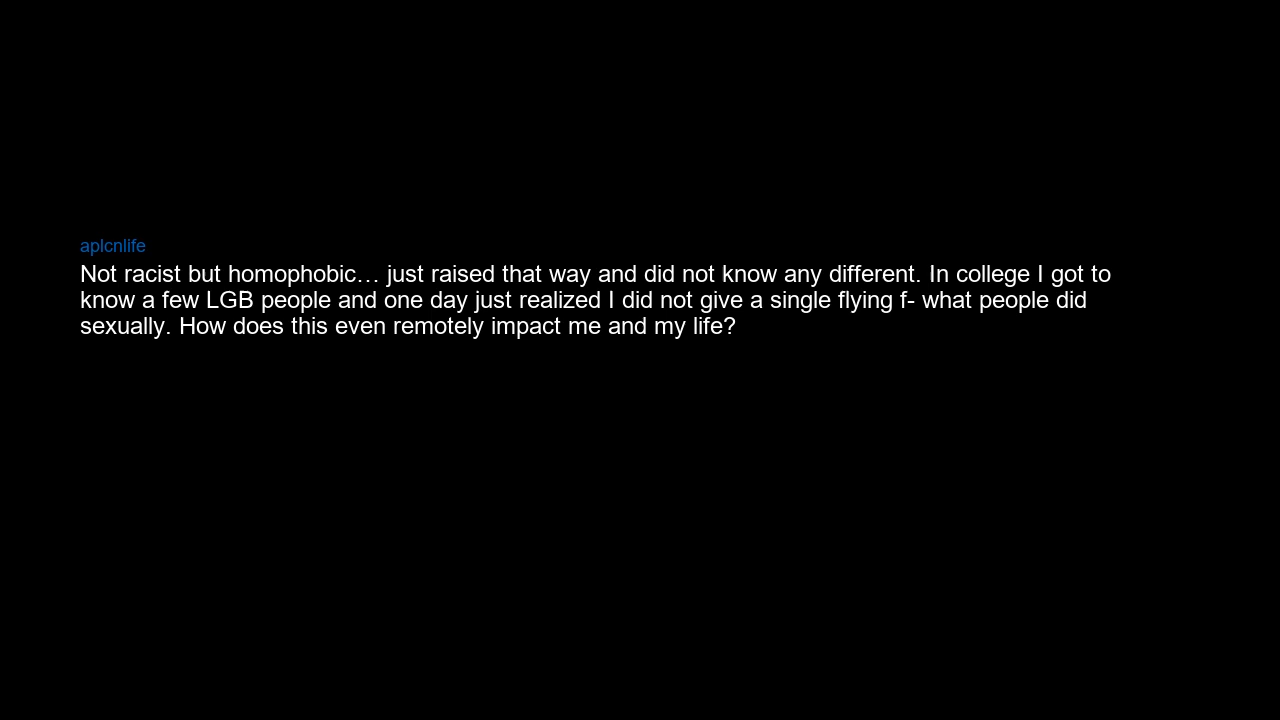 aplcnlife
Not racist but homophobic… just raised that way and did not know any different. In college I got to
know a few LGB people and one day just realized I did not give a single flying f- what people did
sexually. How does this even remotely impact me and my life?